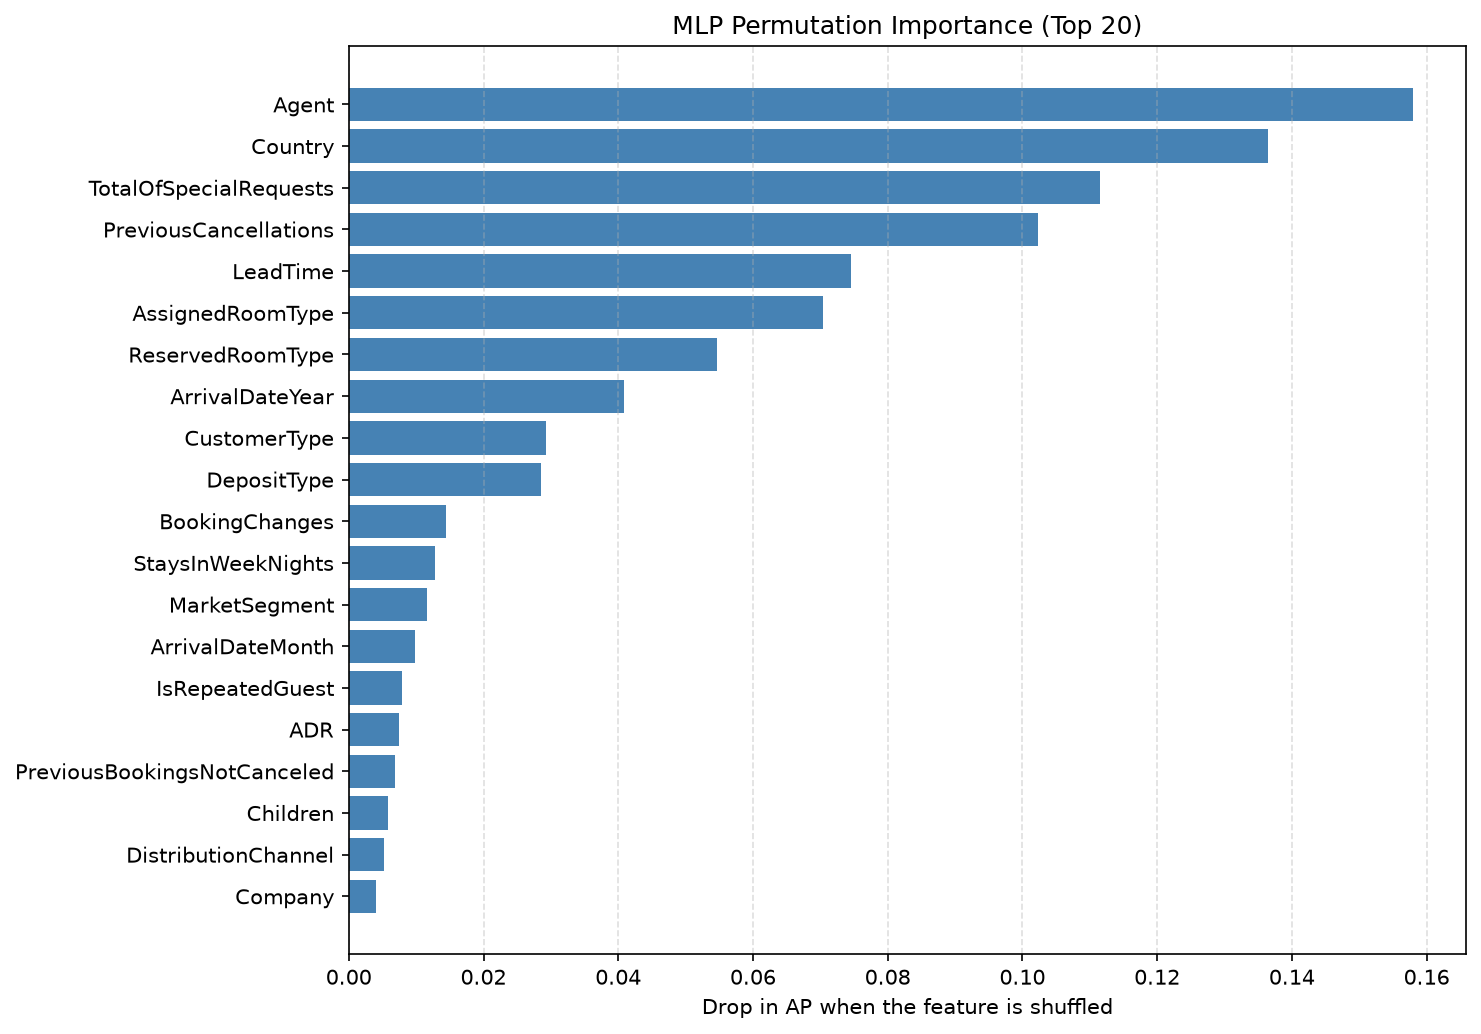 MLP Permutation Importance (Top 20)
Agent
Country
TotalOfSpecialRequests
PreviousCancellations
LeadTime
AssignedRoomType
ReservedRoomType
ArrivalDateYear
CustomerType
DepositType
BookingChanges
StaysInWeekNights
MarketSegment
ArrivalDateMonth
IsRepeatedGuest
ADR
PreviousBookingsNotCanceled
Children
DistributionChannel
Company
0.00 0.02 0.04 0.06 0.08 0.10 0.12 0.14 0.16
Drop in AP when the feature is shuffled